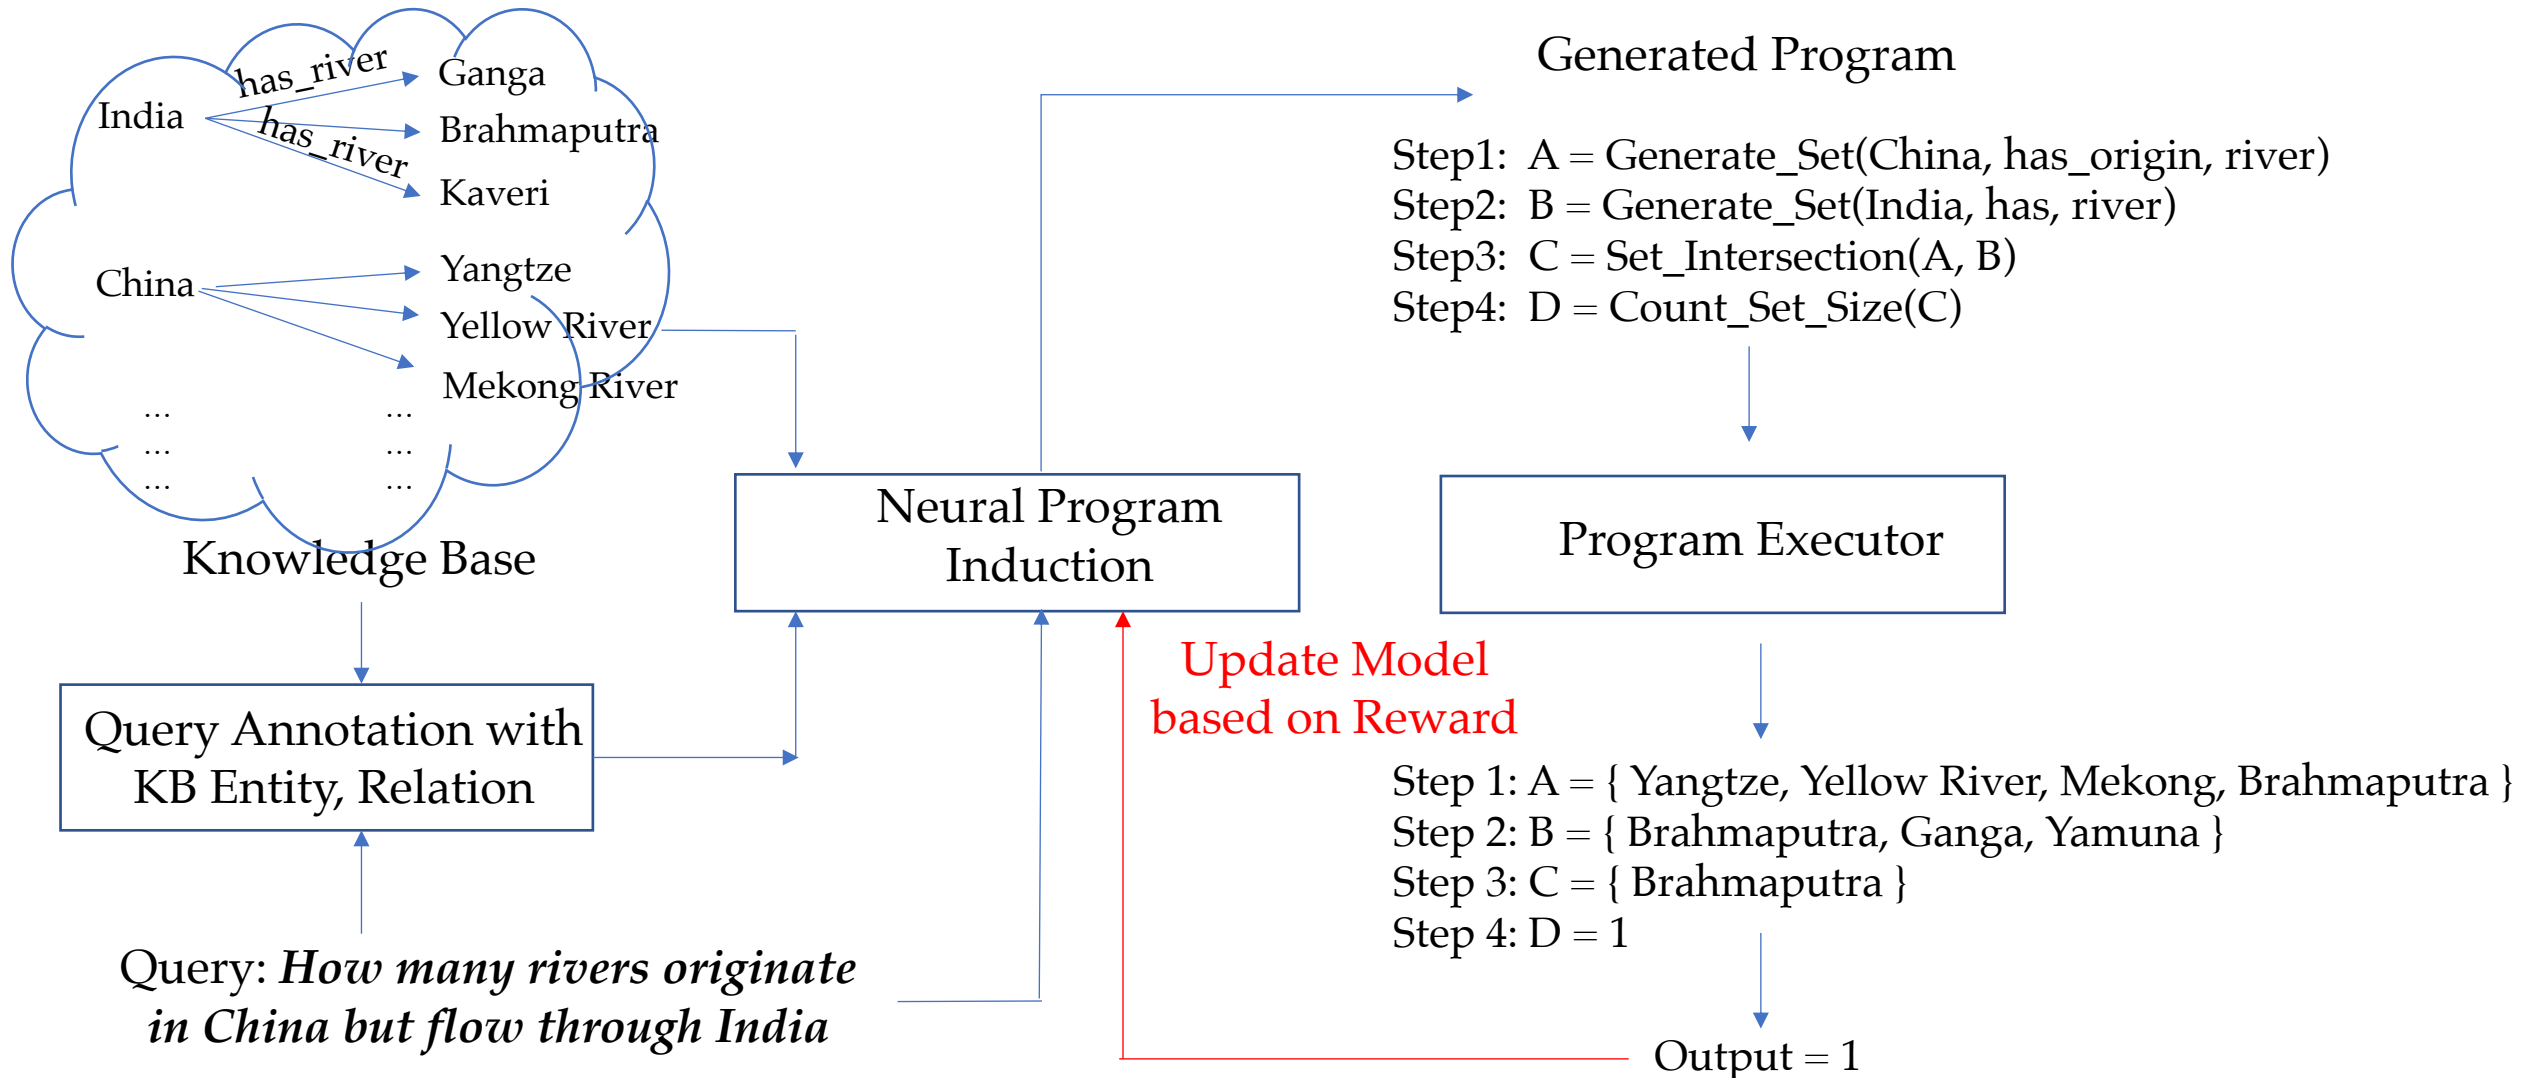 has_river
India
has_river
Ganga
Brahmaputra
Kaveri
China
Yangtze
Yellow River
Mekong River
... ...
... ...
... ...
Knowledge Base
Query Annotation with
KB Entity, Relation
Query: How many rivers originate
in China but flow through India
Neural Program
Induction
Update Model
based on Reward
Generated Program
Step1: A = Generate_Set(China, has_origin, river)
Step2: B = Generate_Set(India, has, river)
Step3: C = Set_Intersection(A, B)
Step4: D = Count_Set_Size(C)
Program Executor
Step 1: A = { Yangtze, Yellow River, Mekong, Brahmaputra }
Step 2: B = { Brahmaputra, Ganga, Yamuna }
Step 3: C = { Brahmaputra }
Step 4: D = 1
Output = 1